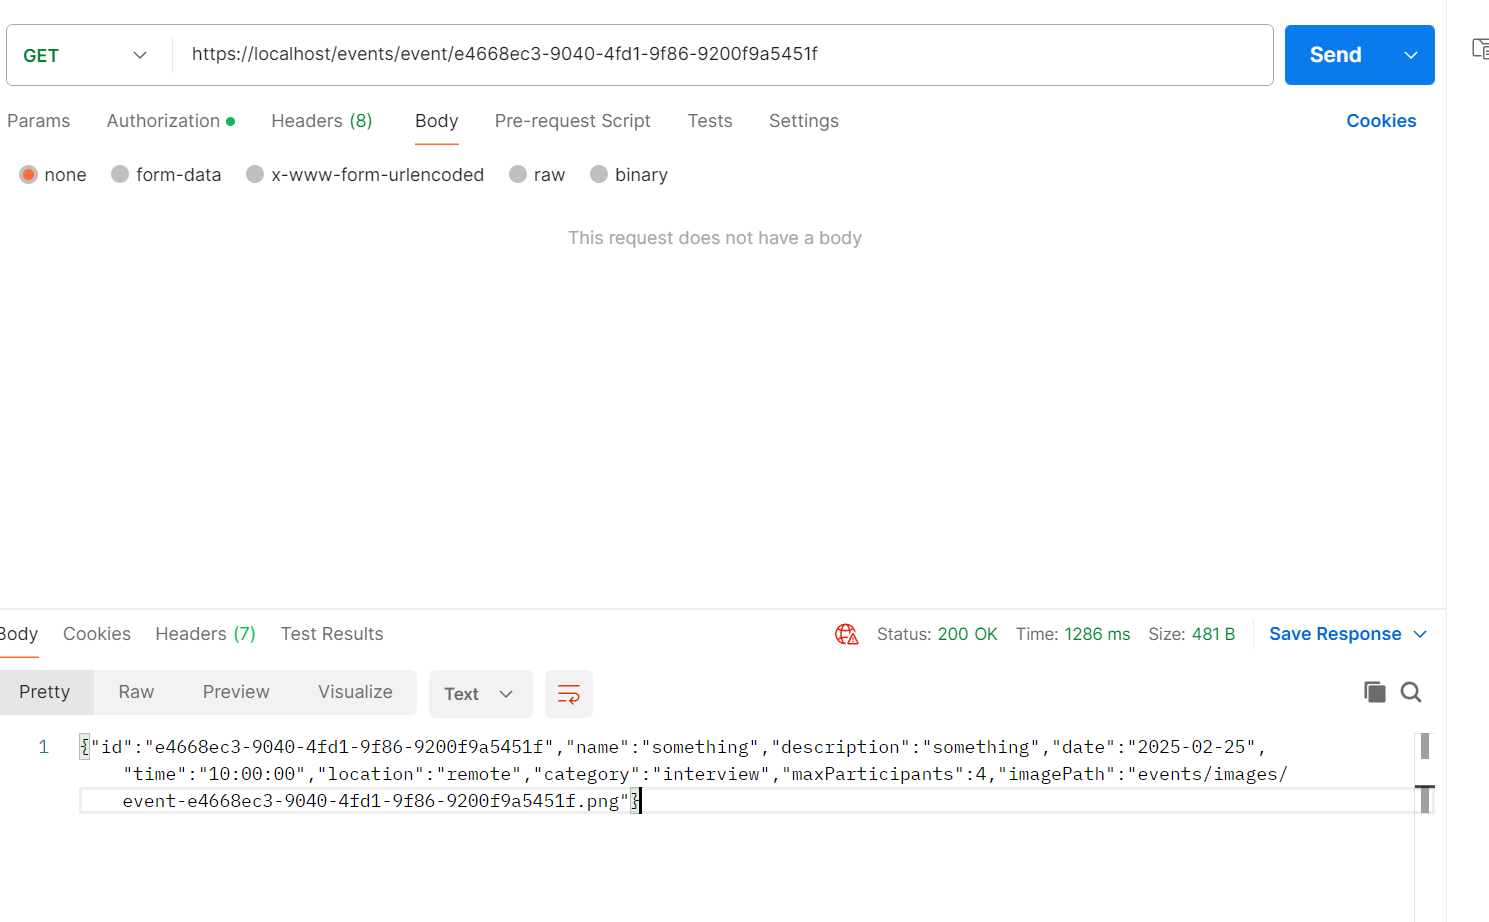 GET https://localhost/events/event/e4668ec3-9040-4fd1-9f86-9200f9a5451f Send
Params Authorization Headers (8) Body Pre-request Script Tests Settings Cookies
none form-data x-www-form-urlencoded raw binary
This request does not have a body
Body Cookies Headers (7) Test Results Status: 200 OK Time: 1286 ms Size: 481 B Save Response
Pretty Raw Preview Visualize Text
1 {"id":"e4668ec3-9040-4fd1-9f86-9200f9a5451f","name":"something","description":"something","date":"2025-02-25",
"time":"10:00:00","location":"remote","category":"interview","maxParticipants":4,"imagePath":"events/images/
event-e4668ec3-9040-4fd1-9f86-9200f9a5451f.png"}